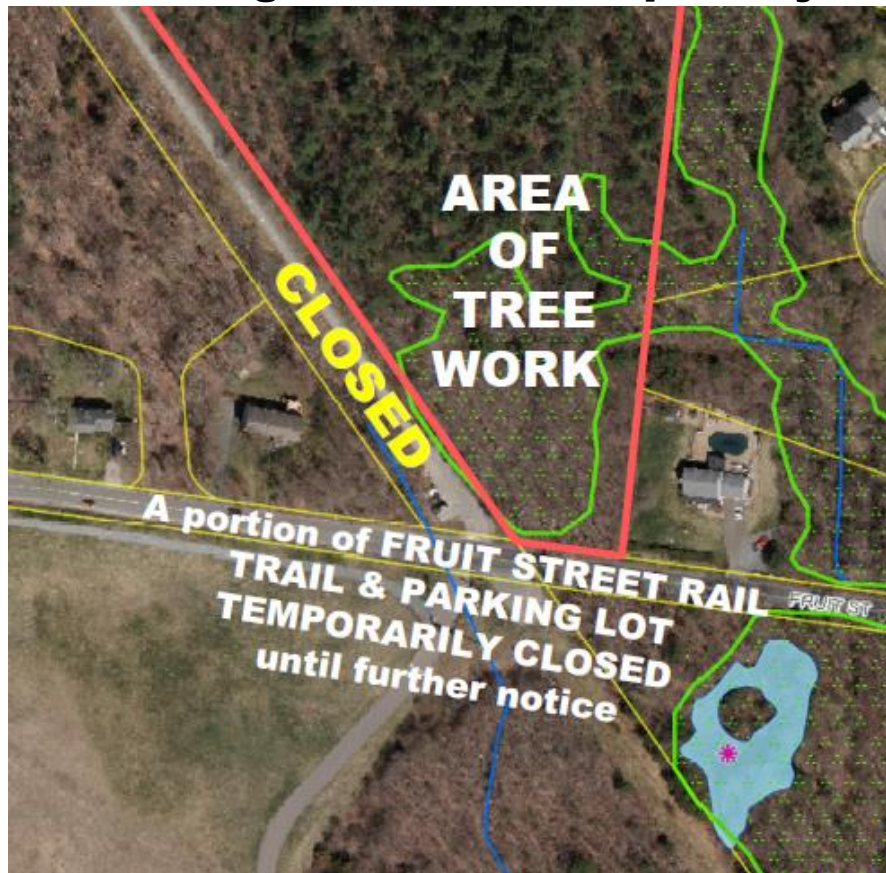 AREA
OF
TREE
WORK
CLOSED
A portion of FRUIT STREET RAIL
TRAIL & PARKING LOT
TEMPORARILY CLOSED
until further notice
FRUIT ST